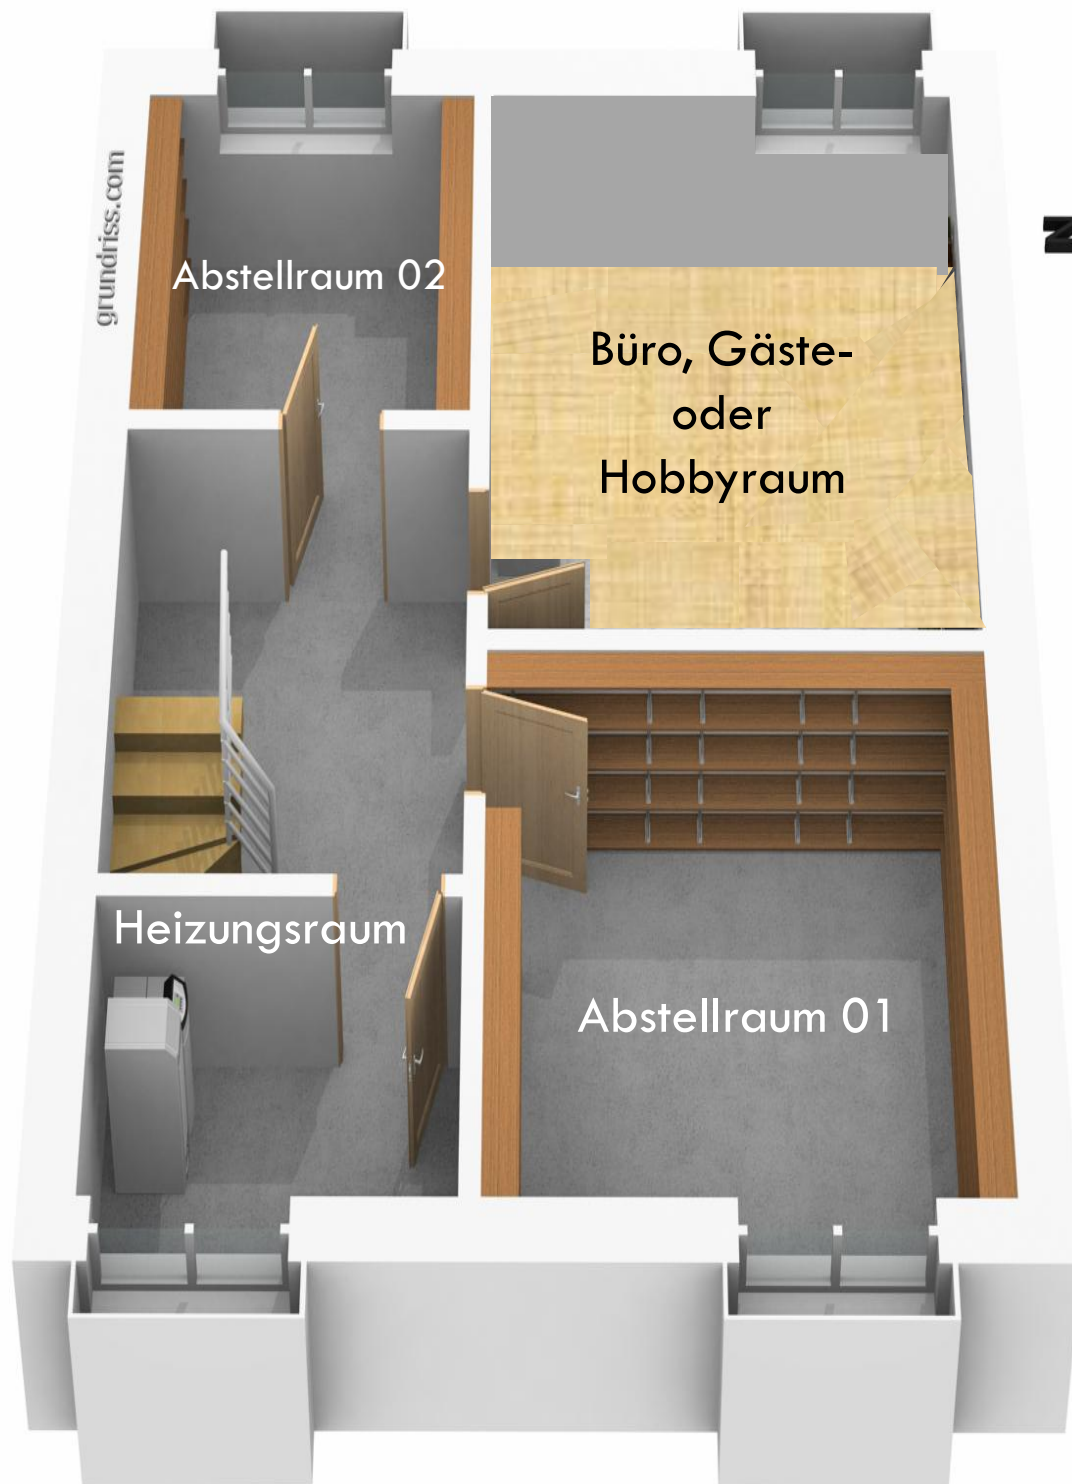 grundriss.com
Abstellraum 02
Büro, Gäste-
oder
Hobbyraum
Heizungsraum
Abstellraum 01